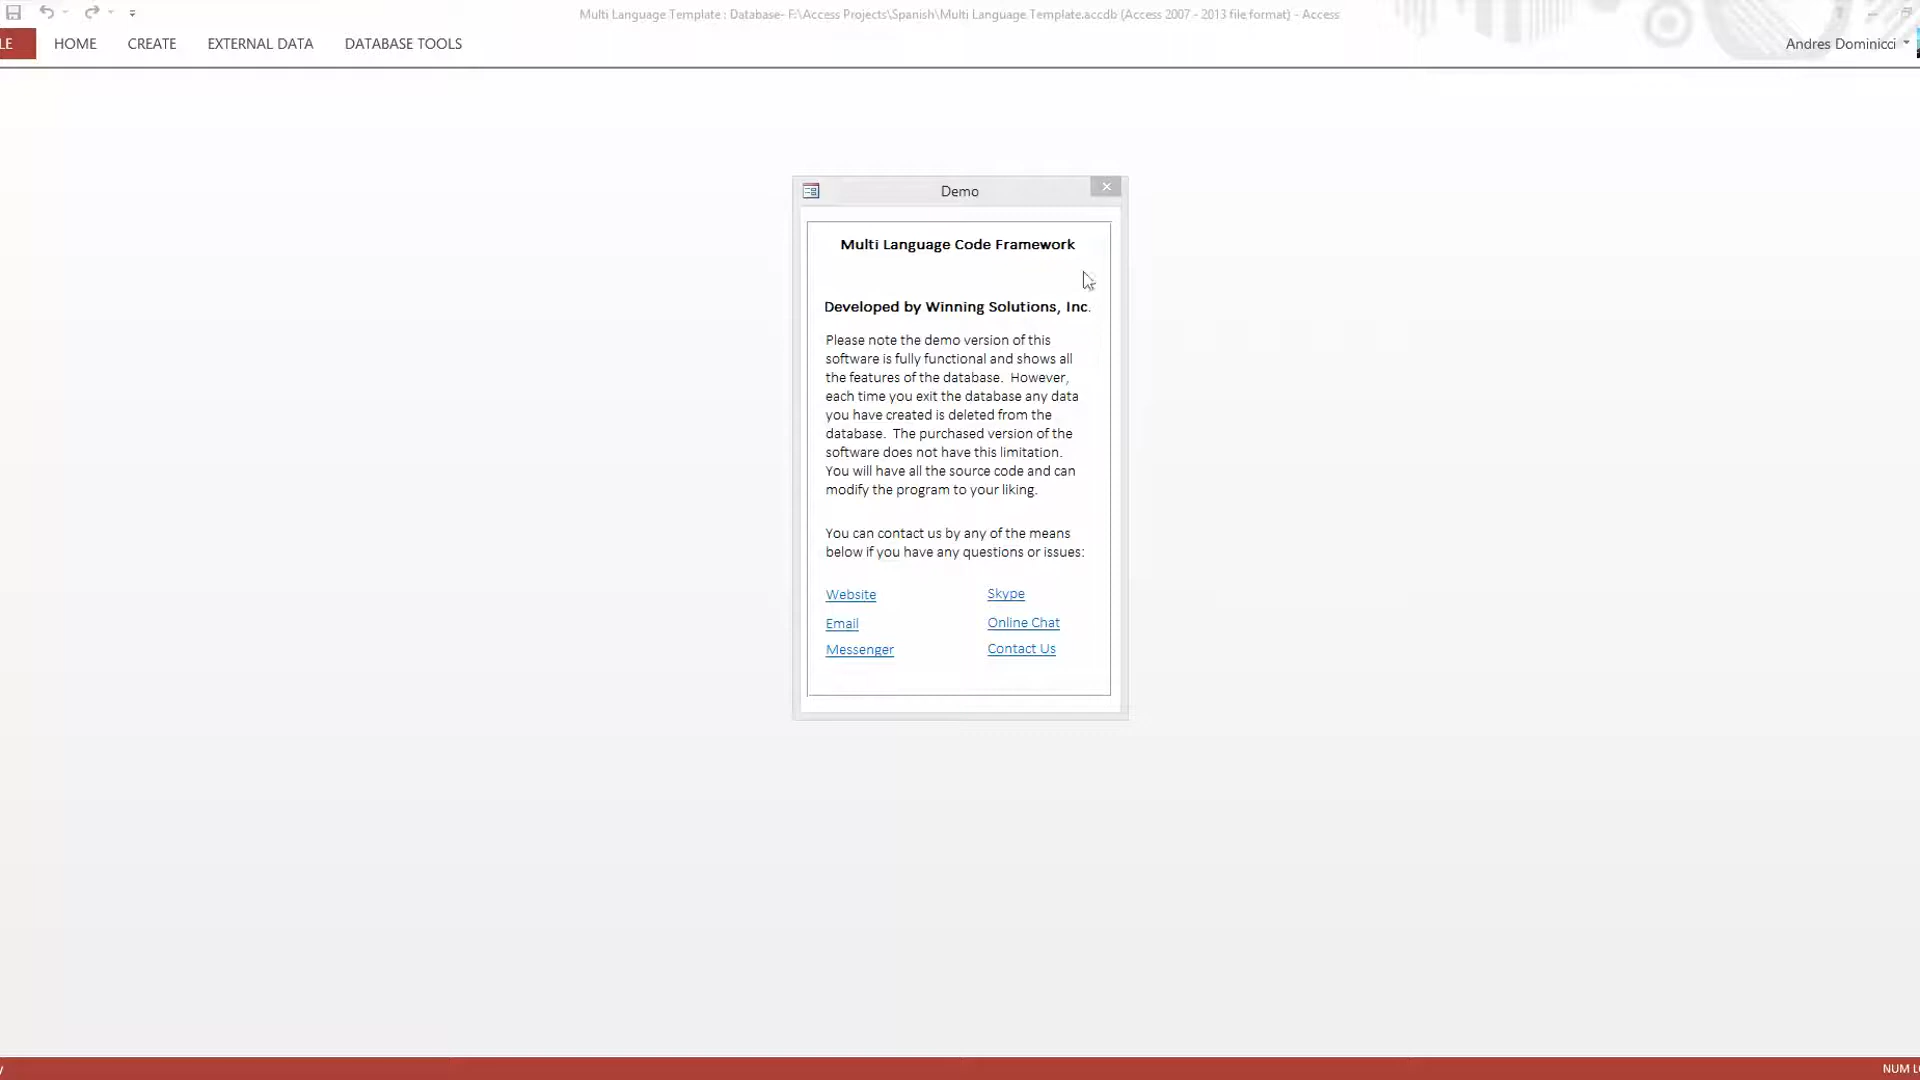 Multi Language Template : Database- F:\Access Projects\Spanish\Multi Language Template.accdb (Access 2007 - 2013 file format) - Access
LE HOME CREATE EXTERNAL DATA DATABASE TOOLS Andres Dominicci
Demo
Multi Language Code Framework
Developed by Winning Solutions, Inc.
Please note the demo version of this
software is fully functional and shows all
the features of the database. However,
each time you exit the database any data
you have created is deleted from the
database. The purchased version of the
software does not have this limitation.
You will have all the source code and can
modify the program to your liking.
You can contact us by any of the means
below if you have any questions or issues:
Website Skype
Email Online Chat
Messenger Contact Us
NUM LO